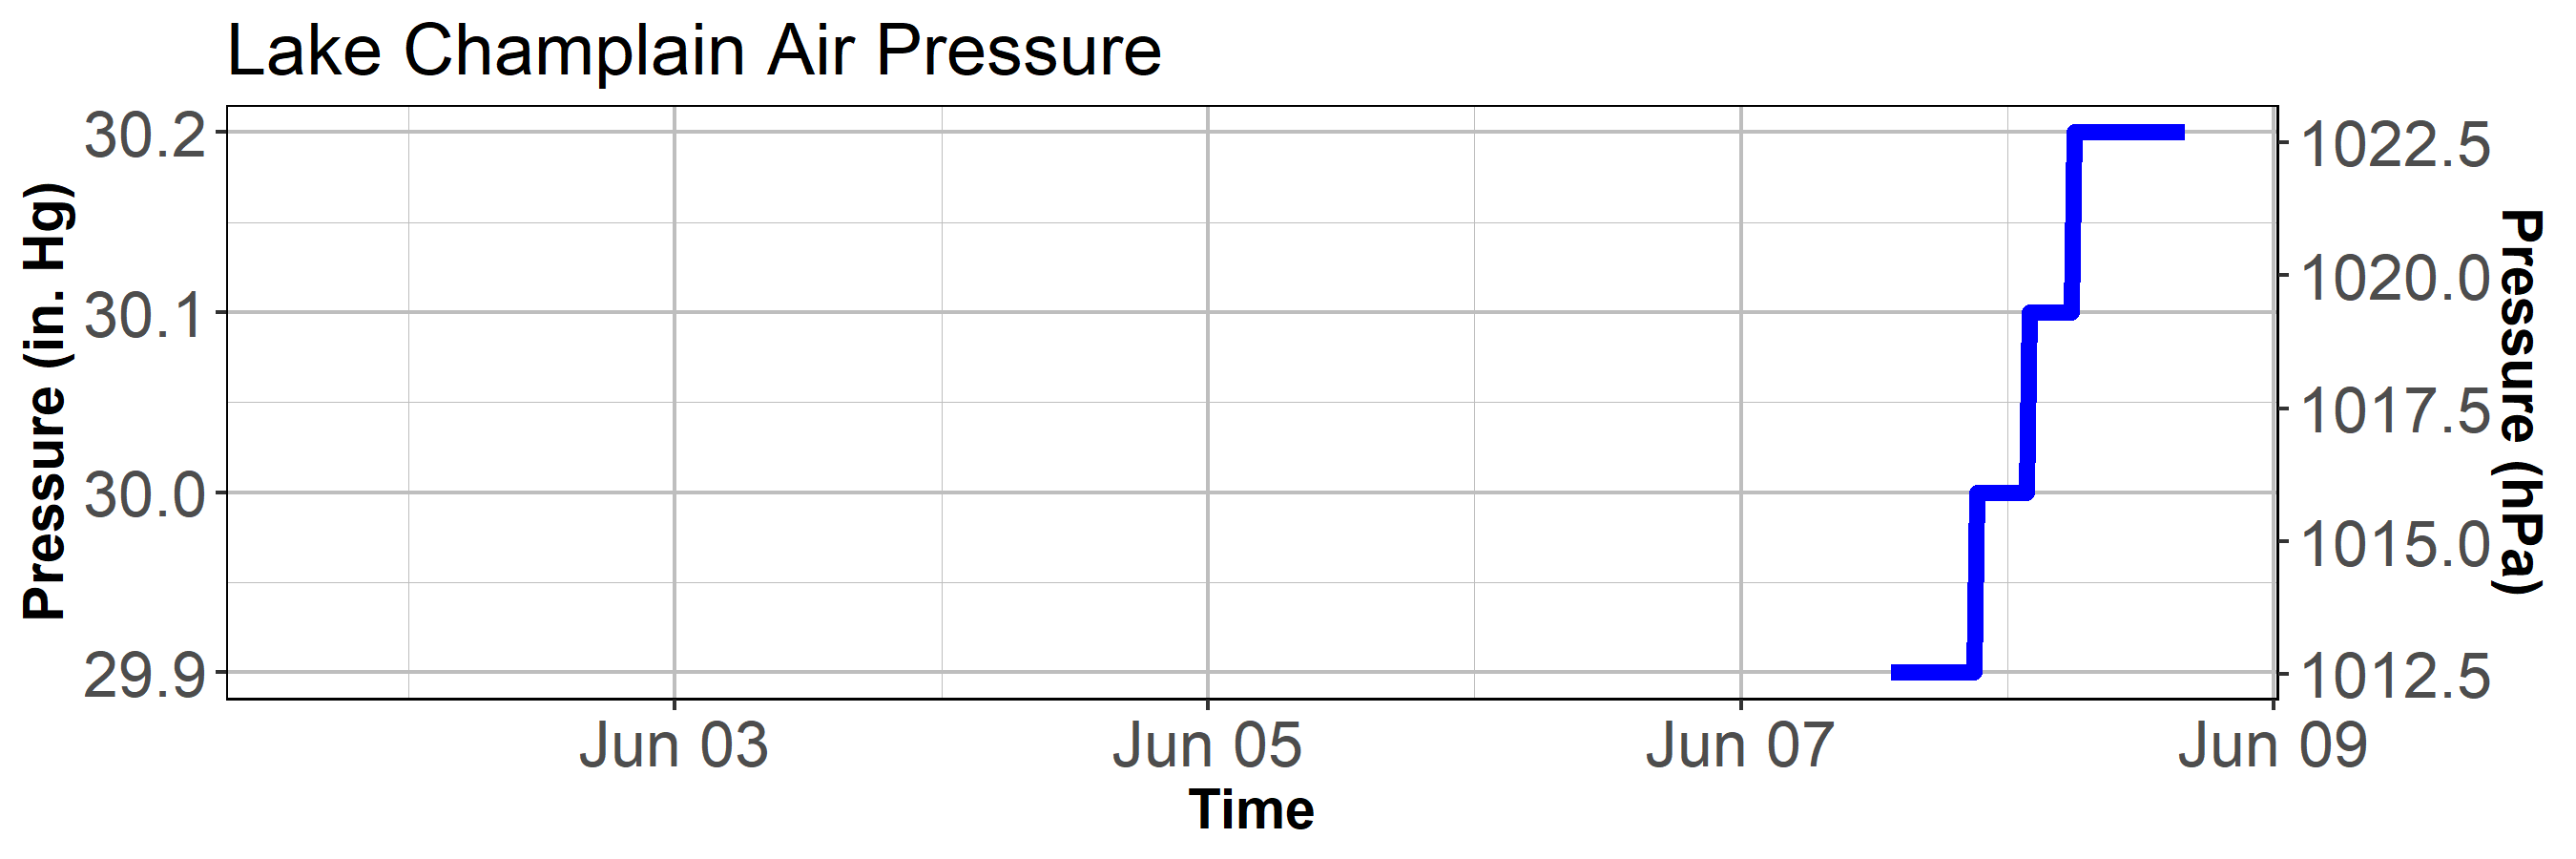 Lake Champlain Air Pressure
Pressure (in. Hg)
30.2
30.1
30.0
29.9
1022.5
1020.0
1017.5
1015.0
1012.5
Pressure (hPa)
Jun 03
Jun 05
Jun 07
Jun 09
Time